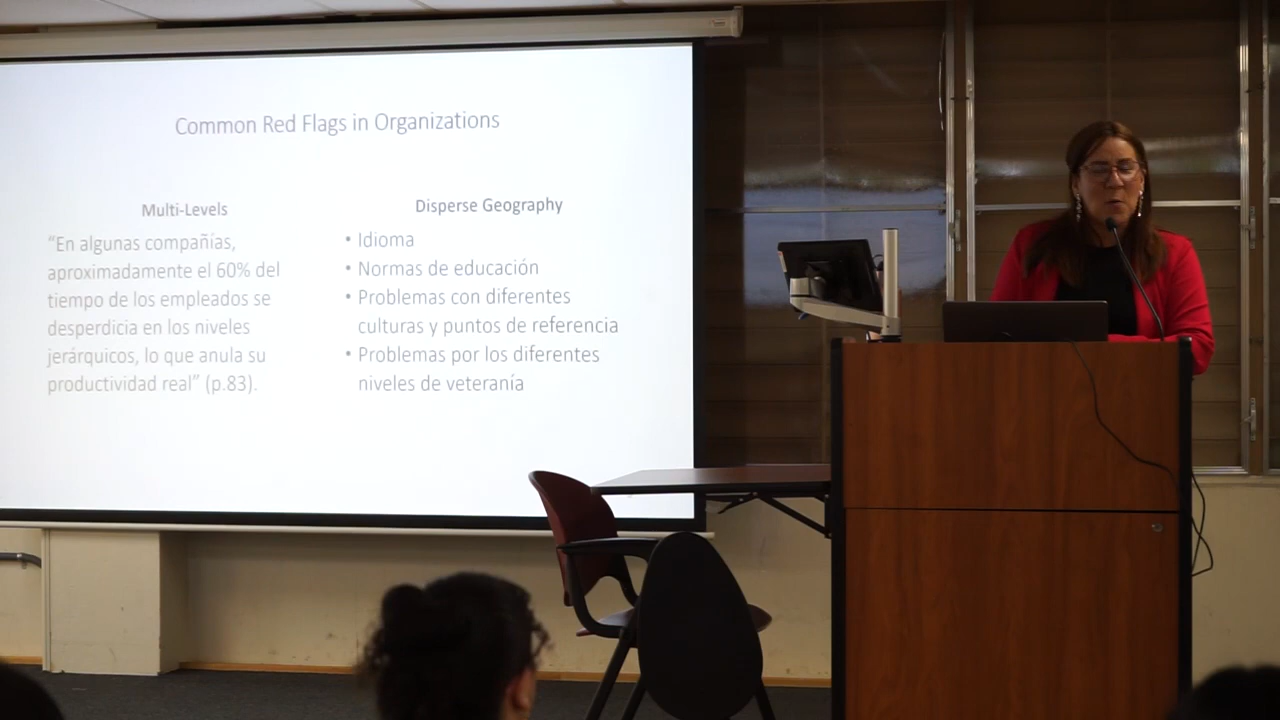 Common Red Flags in Organizations
Multi-Levels
“En algunas compañías,
aproximadamente el 60% del
tiempo de los empleados se
desperdicia en los niveles
jerárquicos, lo que anula su
productividad real” (p.83).
Disperse Geography
• Idioma
• Normas de educación
• Problemas con diferentes
culturas y puntos de referencia
• Problemas por los diferentes
niveles de veteranía